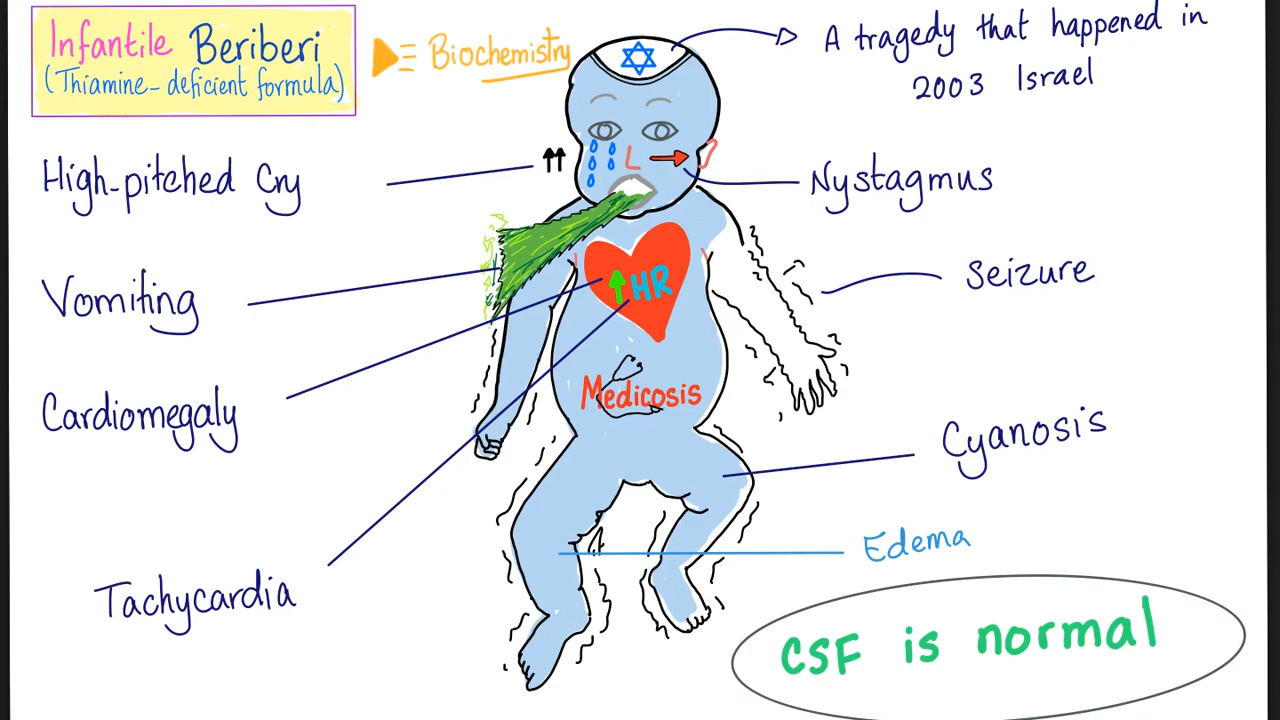 Infantile Beriberi
(Thiamine-deficient formula)
Biochemistry
A tragedy that happened in
2003 Israel
High-pitched Cry
Nystagmus
Vomiting
Seizure
HR
Medicosis
Cardiomegaly
Cyanosis
Edema
Tachycardia
CSF is normal